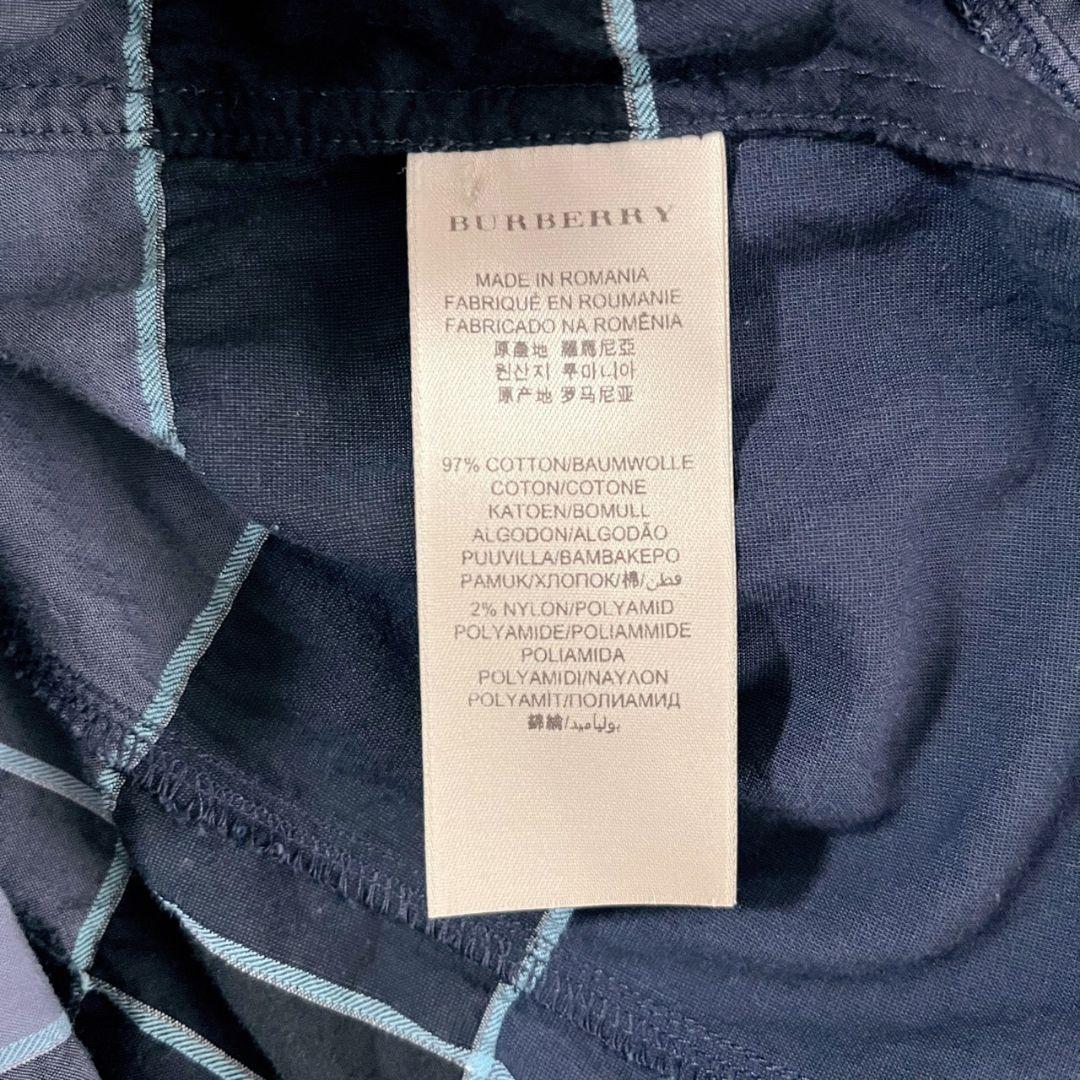 BURBERRY
MADE IN ROMANIA
FABRIQUÉ EN ROUMANIE
FABRICADO NA ROMÊNIA
原產地 羅馬尼亞
원산지 루마니아
原产地 罗马尼亚
97% COTTON/BAUMWOLLE
COTON/COTONE
KATOEN/BOMULL
ALGODON/ALGODÃO
PUUVILLA/BAMBAKEPO
PAMUK/ХЛОПОК/棉/قطن
2% NYLON/POLYAMID
POLYAMIDE/POLIAMMIDE
POLIAMIDA
POLYAMIDI/ΝΑΥΛΟΝ
POLYAMİT/ПОЛИАМИД
錦綸/بولياميد